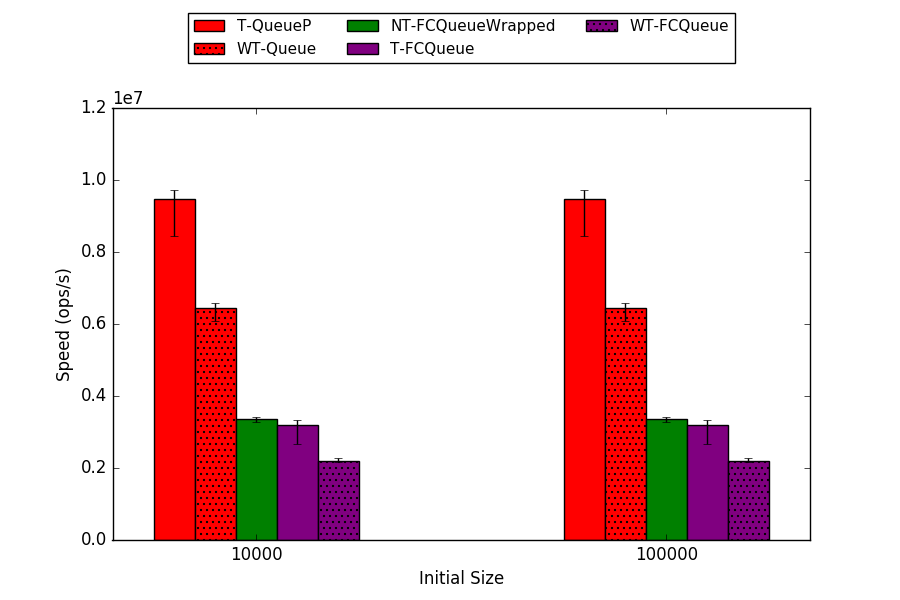 T-QueueP NT-FCQueueWrapped WT-FCQueue
WT-Queue T-FCQueue
1e7
1.2
1.0
0.8
0.6
0.4
0.2
0.0
Speed (ops/s)
10000 100000
Initial Size